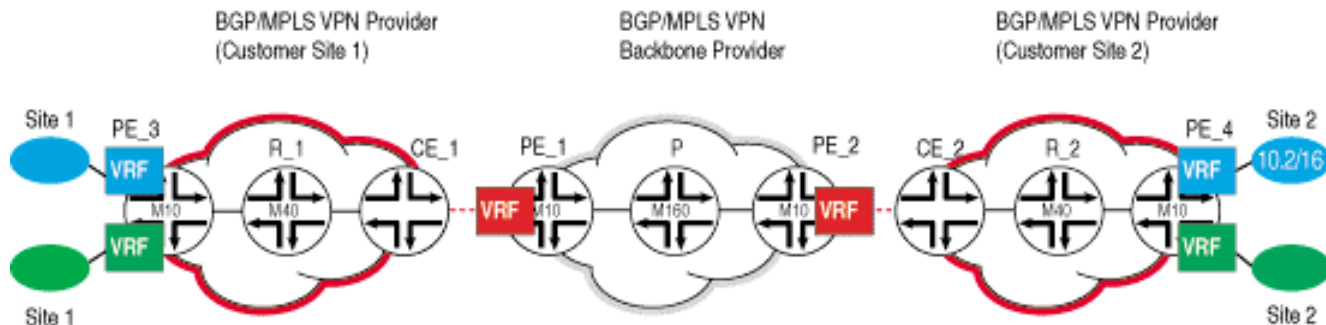 BGP/MPLS VPN Provider
(Customer Site 1)
BGP/MPLS VPN
Backbone Provider
BGP/MPLS VPN Provider
(Customer Site 2)
Site 1
PE_3
R_1
CE_1
PE_1
P
PE_2
CE_2
R_2
PE_4
Site 2
VRF
VRF
10.2/16
M10
M40
VRF
M10
M160
M10
VRF
M40
M10
VRF
VRF
Site 1
Site 2